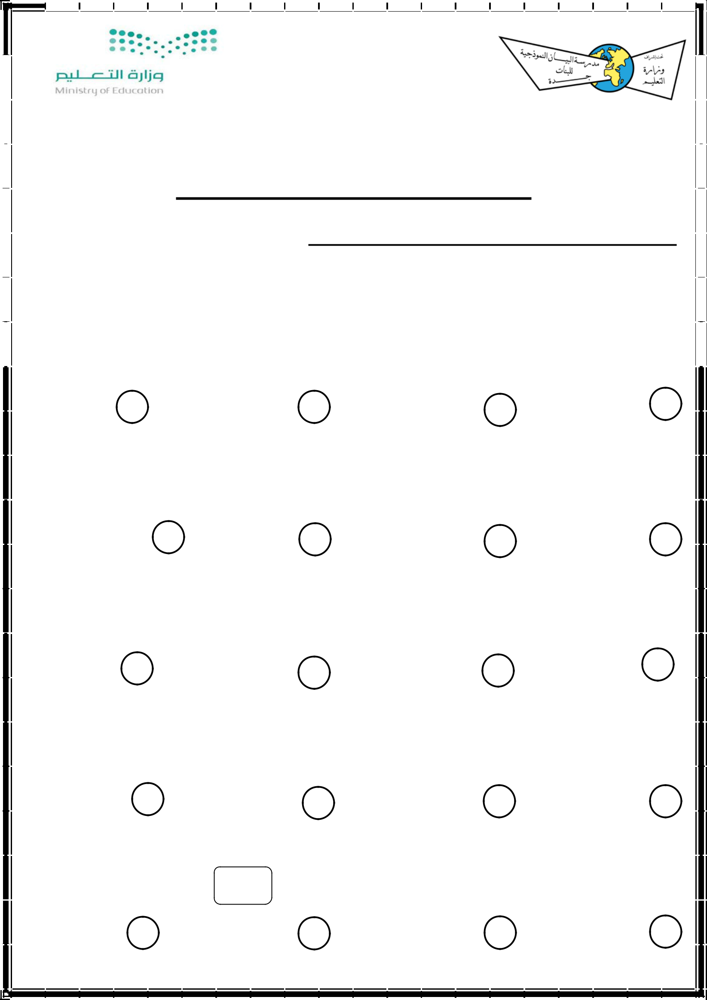 تحت إشراف
وزارة
التعليم
مدرسة البيان النموذجية
للبنات
جدة
وزارة التعليم
Ministry of Education